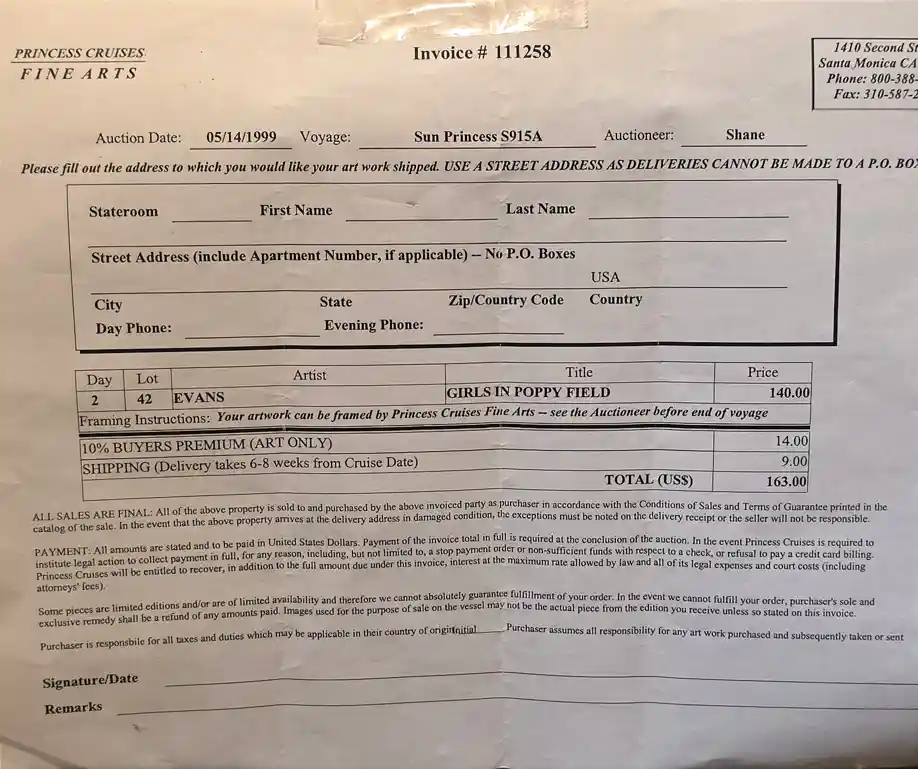 PRINCESS CRUISES
FINE ARTS
Invoice # 111258
1410 Second St
Santa Monica CA
Phone: 800-388-
Fax: 310-587-2
Auction Date: 05/14/1999 Voyage: Sun Princess S915A Auctioneer: Shane
Please fill out the address to which you would like your art work shipped. USE A STREET ADDRESS AS DELIVERIES CANNOT BE MADE TO A P.O. BOX
Stateroom First Name Last Name
Street Address (include Apartment Number, if applicable) -- No P.O. Boxes
USA
City State Zip/Country Code Country
Day Phone: Evening Phone:
Day Lot Artist Title Price
2 42 EVANS GIRLS IN POPPY FIELD 140.00
Framing Instructions: Your artwork can be framed by Princess Cruises Fine Arts -- see the Auctioneer before end of voyage
10% BUYERS PREMIUM (ART ONLY) 14.00
SHIPPING (Delivery takes 6-8 weeks from Cruise Date) 9.00
TOTAL (US$) 163.00
ALL SALES ARE FINAL: All of the above property is sold to and purchased by the above invoiced party as purchaser in accordance with the Conditions of Sales and Terms of Guarantee printed in the
catalog of the sale. In the event that the above property arrives at the delivery address in damaged condition, the exceptions must be noted on the delivery receipt or the seller will not be responsible.
PAYMENT: All amounts are stated and to be paid in United States Dollars. Payment of the invoice total in full is required at the conclusion of the auction. In the event Princess Cruises is required to
institute legal action to collect payment in full, for any reason, including, but not limited to, a stop payment order or non-sufficient funds with respect to a check, or refusal to pay a credit card billing.
Princess Cruises will be entitled to recover, in addition to the full amount due under this invoice, interest at the maximum rate allowed by law and all of its legal expenses and court costs (including
attorneys' fees).
Some pieces are limited editions and/or are of limited availability and therefore we cannot absolutely guarantee fulfillment of your order. In the event we cannot fulfill your order, purchaser's sole and
exclusive remedy shall be a refund of any amounts paid. Images used for the purpose of sale on the vessel may not be the actual piece from the edition you receive unless so stated on this invoice.
Purchaser is responsbile for all taxes and duties which may be applicable in their country of origin Initial____. Purchaser assumes all responsibility for any art work purchased and subsequently taken or sent
Signature/Date
Remarks